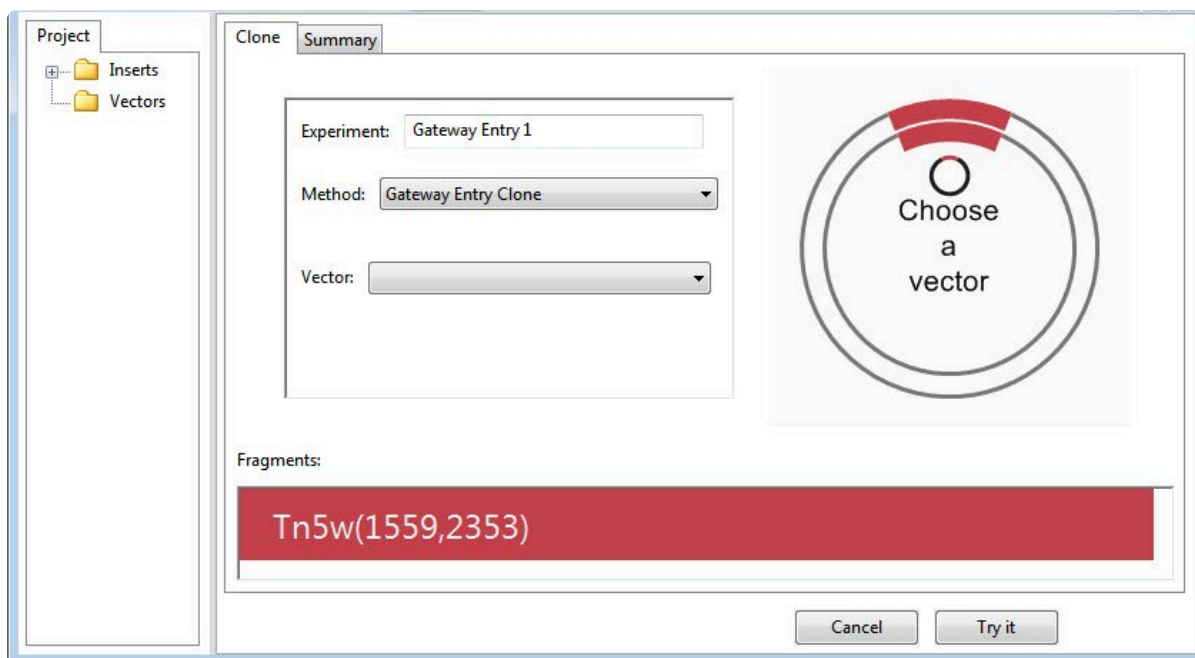 Project
Inserts
Vectors
Clone
Summary
Experiment: Gateway Entry 1
Method: Gateway Entry Clone
Vector:
Choose
a
vector
Fragments:
Tn5w(1559,2353)
Cancel
Try it